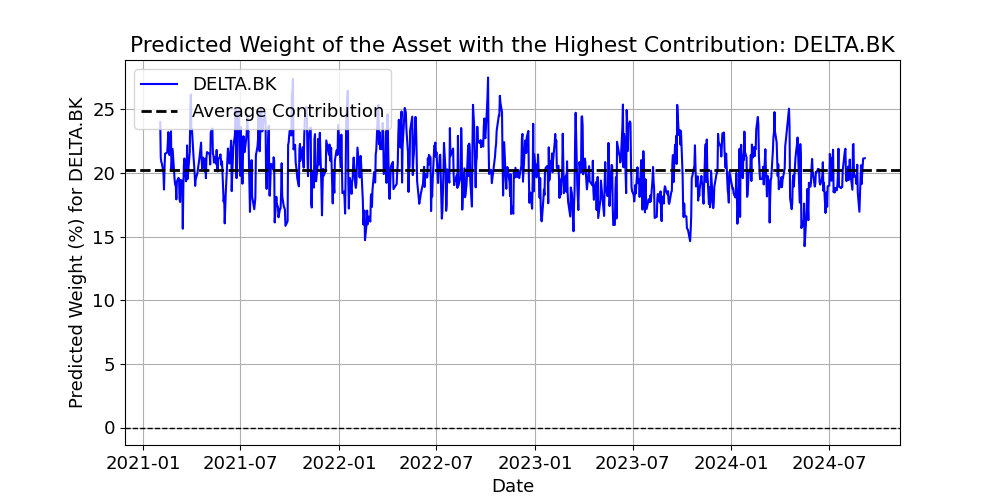 Predicted Weight of the Asset with the Highest Contribution: DELTA.BK
DELTA.BK
Average Contribution
Predicted Weight (%) for DELTA.BK
25
20
15
10
5
0
2021-01 2021-07 2022-01 2022-07 2023-01 2023-07 2024-01 2024-07
Date